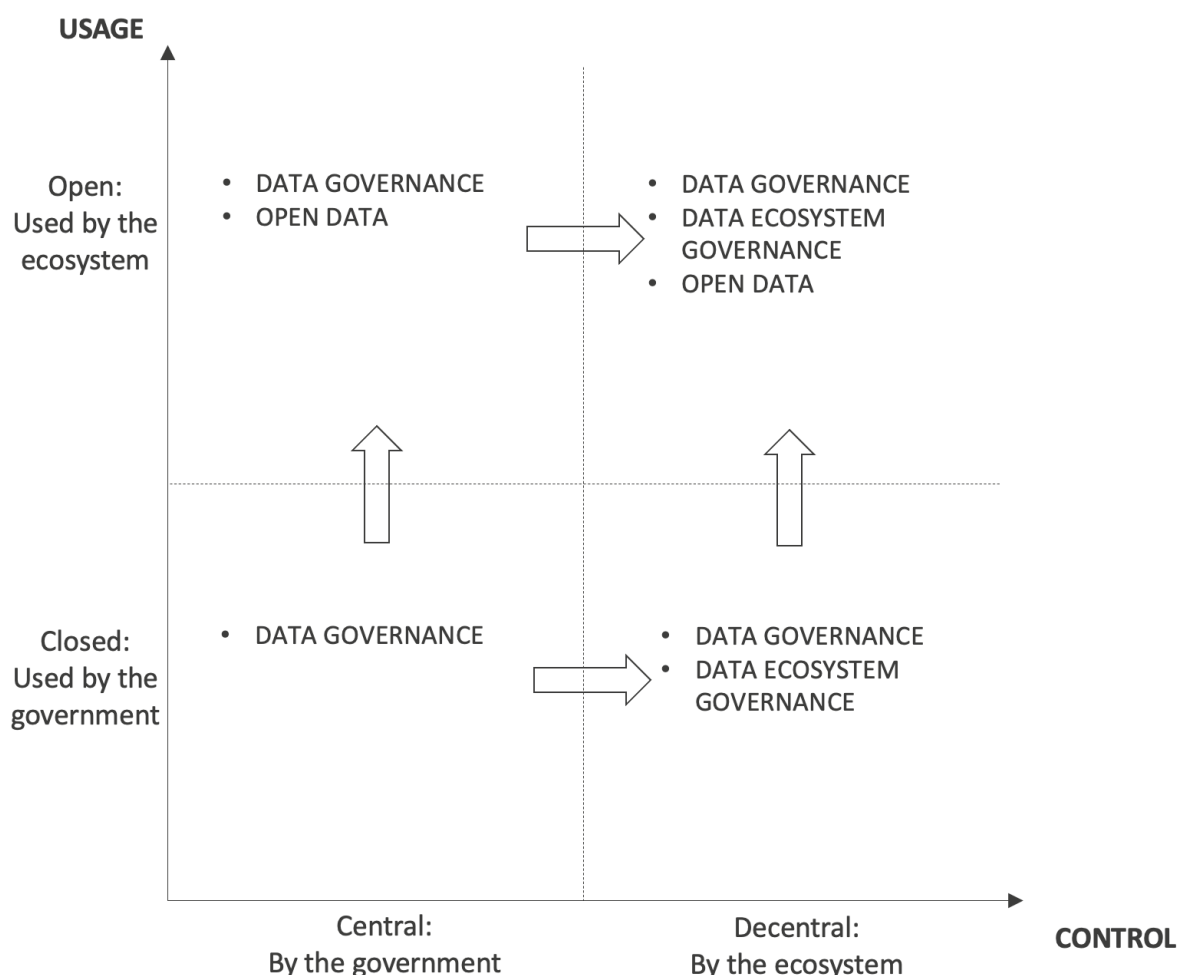 USAGE
Open:
Used by the
ecosystem
• DATA GOVERNANCE
• OPEN DATA
• DATA GOVERNANCE
• DATA ECOSYSTEM
GOVERNANCE
• OPEN DATA
Closed:
Used by the
government
• DATA GOVERNANCE
• DATA GOVERNANCE
• DATA ECOSYSTEM
GOVERNANCE
Central:
By the government
Decentral:
By the ecosystem
CONTROL